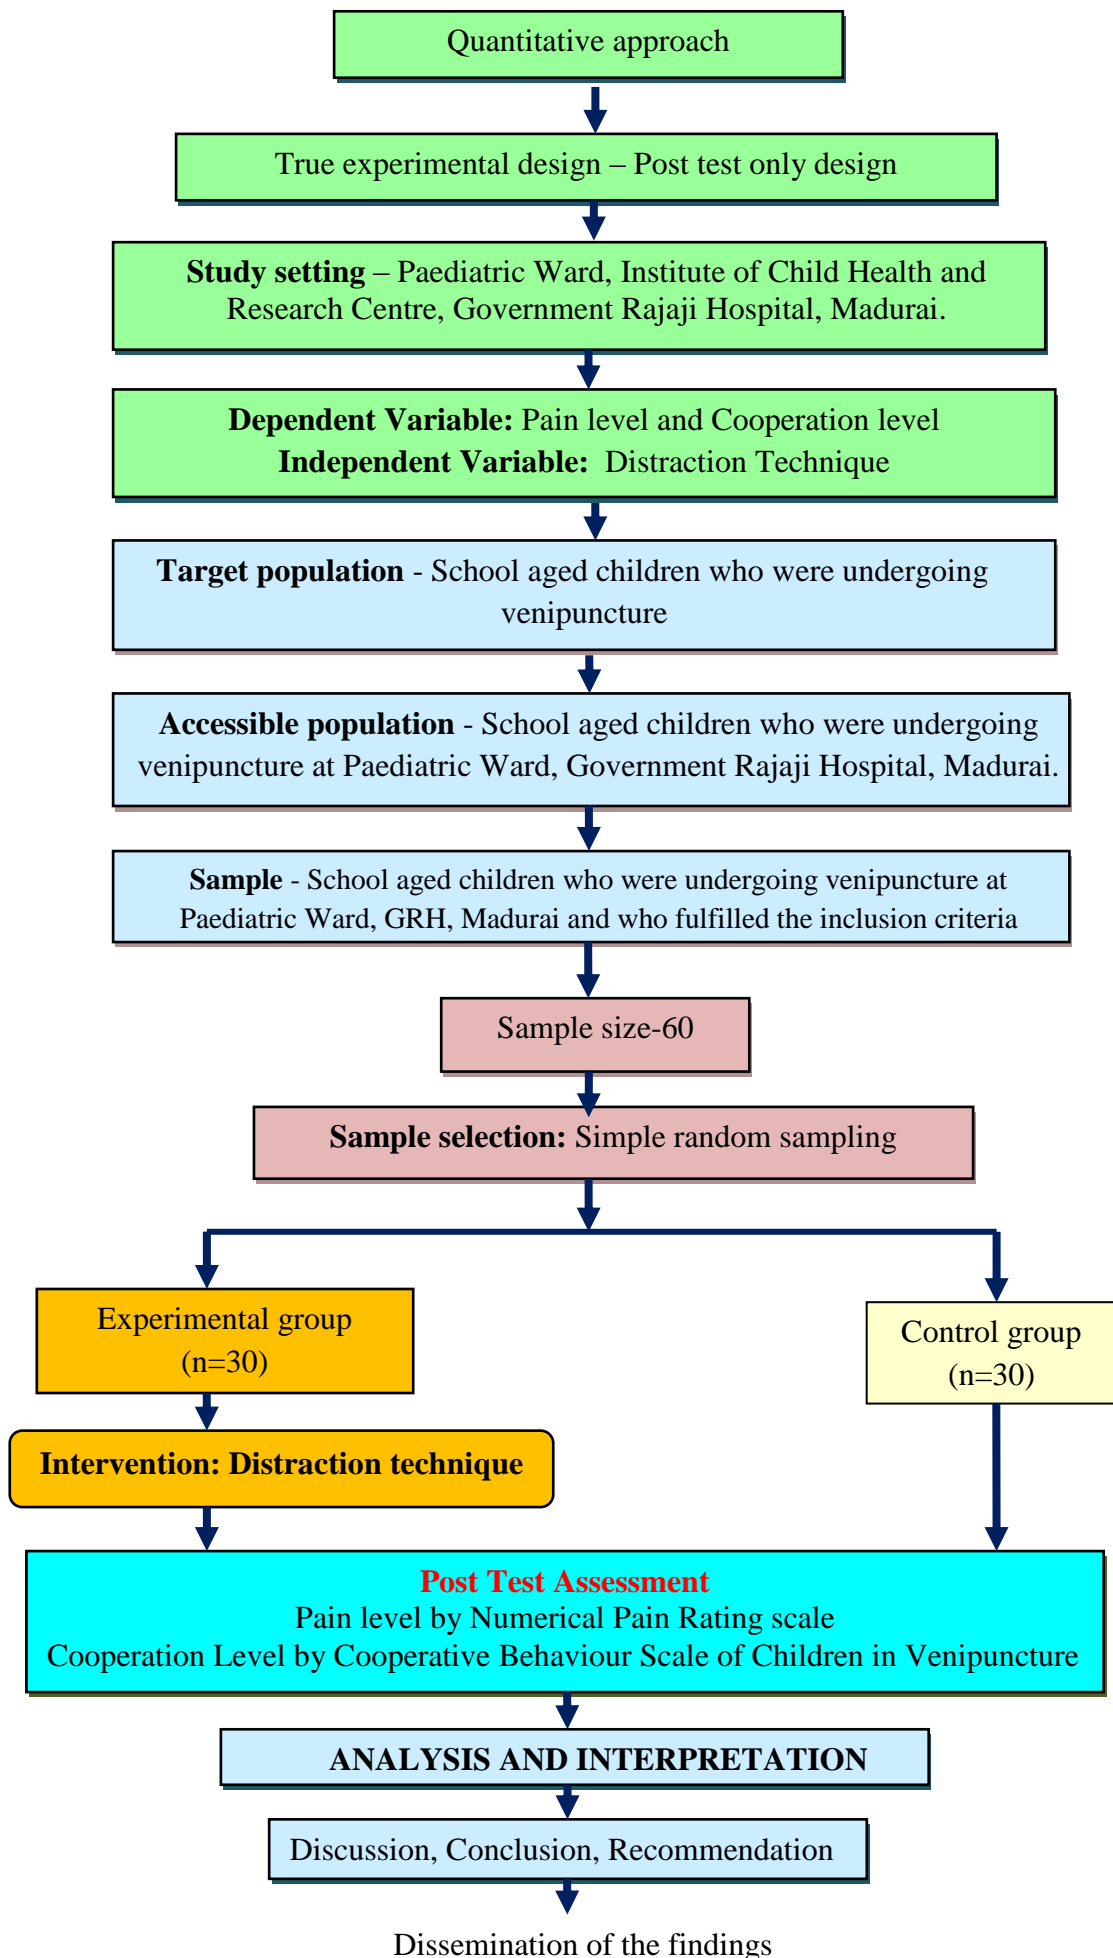 Quantitative approach
True experimental design – Post test only design
Study setting – Paediatric Ward, Institute of Child Health and
Research Centre, Government Rajaji Hospital, Madurai.
Dependent Variable: Pain level and Cooperation level
Independent Variable: Distraction Technique
Target population - School aged children who were undergoing
venipuncture
Accessible population - School aged children who were undergoing
venipuncture at Paediatric Ward, Government Rajaji Hospital, Madurai.
Sample - School aged children who were undergoing venipuncture at
Paediatric Ward, GRH, Madurai and who fulfilled the inclusion criteria
Sample size-60
Sample selection: Simple random sampling
Experimental group
(n=30)
Control group
(n=30)
Intervention: Distraction technique
Post Test Assessment
Pain level by Numerical Pain Rating scale
Cooperation Level by Cooperative Behaviour Scale of Children in Venipuncture
ANALYSIS AND INTERPRETATION
Discussion, Conclusion, Recommendation
Dissemination of the findings